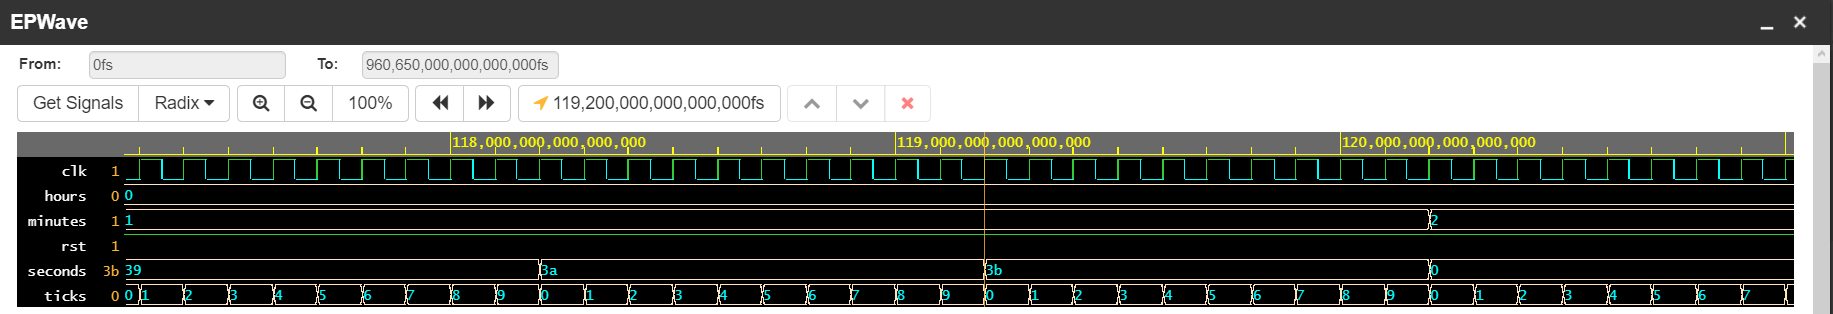 EPWave
From: 0fs To: 960,650,000,000,000,000fs
Get Signals Radix 100% 119,200,000,000,000,000fs
118,000,000,000,000,000 119,000,000,000,000,000 120,000,000,000,000,000
clk 1
hours 0 0
minutes 1 1 2
rst 1
seconds 3b 39 3a 3b 0
ticks 0 0 1 2 3 4 5 6 7 8 9 0 1 2 3 4 5 6 7 8 9 0 1 2 3 4 5 6 7 8 9 0 1 2 3 4 5 6 7